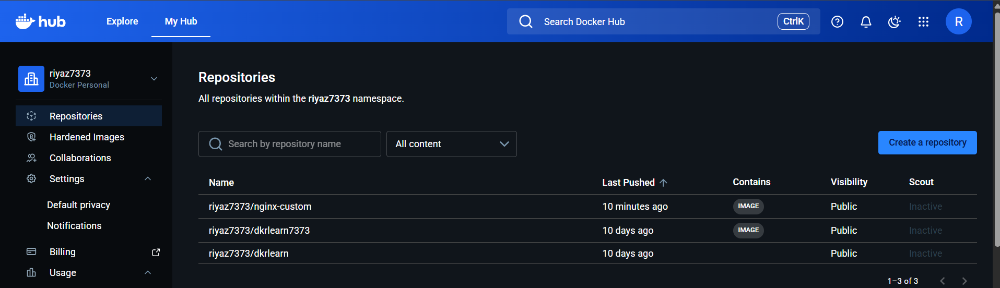 hub Explore My Hub Search Docker Hub CtrlK R
riyaz7373
Docker Personal
Repositories
Hardened Images
Collaborations
Settings
Default privacy
Notifications
Billing
Usage
Repositories
All repositories within the riyaz7373 namespace.
Search by repository name All content Create a repository
Name Last Pushed Contains Visibility Scout
riyaz7373/nginx-custom 10 minutes ago IMAGE Public Inactive
riyaz7373/dkrlearn7373 10 days ago IMAGE Public Inactive
riyaz7373/dkrlearn 10 days ago Public Inactive
1–3 of 3